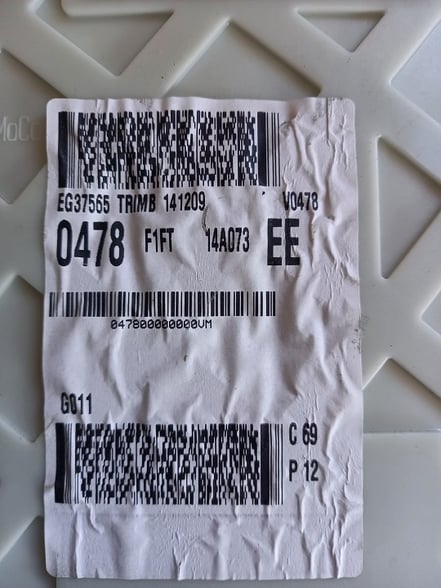 EG37565 TRIMB 141209 V0478
0478 F1FT 14A073 EE
047800000000VM
G011
C 69
P 12